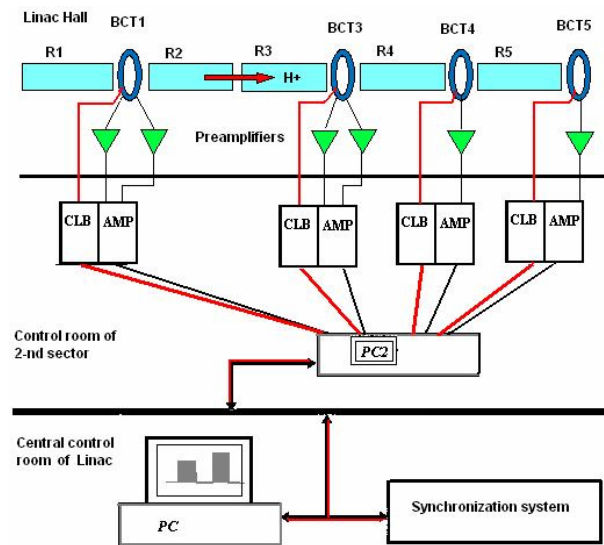 Linac Hall
BCT1
BCT3
BCT4
BCT5
R1
R2
R3
R4
R5
H+
Preamplifiers
CLB
AMP
CLB
AMP
CLB
AMP
CLB
AMP
Control room of
2-nd sector
PC2
Central control
room of Linac
PC
Synchronization system